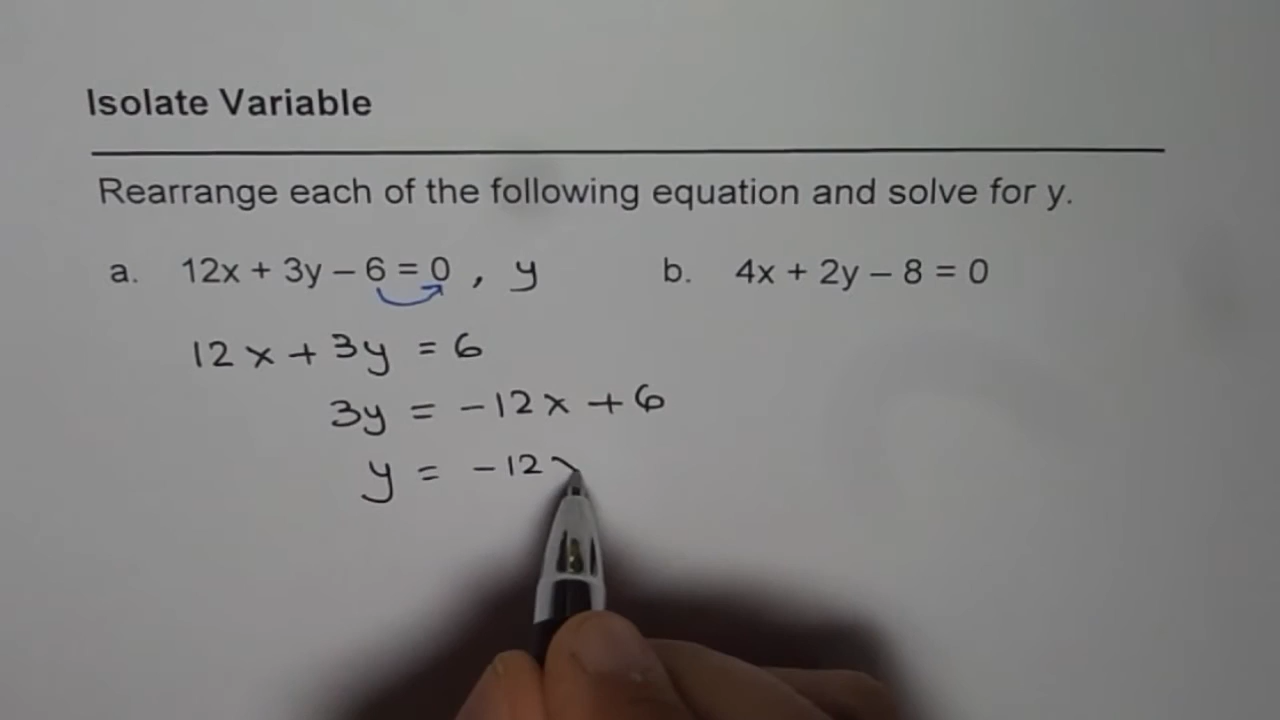 Isolate Variable
Rearrange each of the following equation and solve for y.
a. 12x + 3y – 6 = 0 , y
b. 4x + 2y – 8 = 0
12x + 3y = 6
3y = -12x + 6
y = -12x